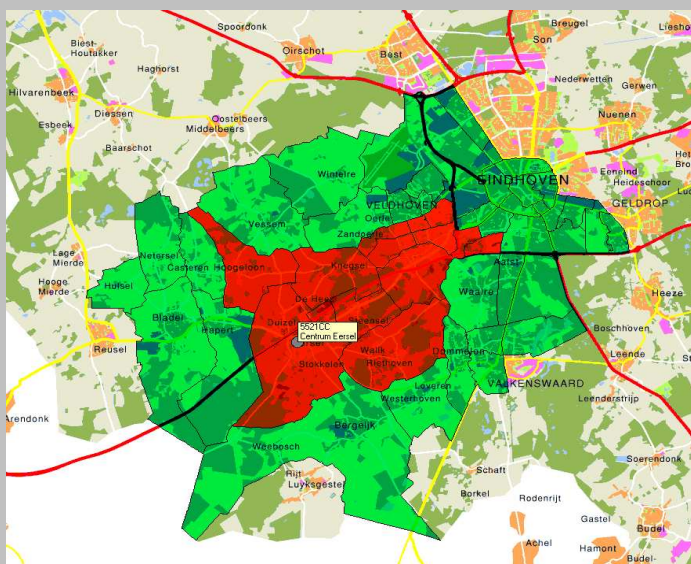 Spoordonk
Breugel
Biest-
Houtakker
Oirschot
Best
Son
Haghorst
Nederwetten
Gerwen
Hilvarenbeek
Diessen
Oostelbeers
Middelbeers
Nuenen
Esbeek
Baarschot
Wintelre
Eeneind
EINDHOVEN
Heideschoor
VELDHOVEN
GELDROP
Oerle
Vessem
Zandoerle
Lage
Mierde
Netersel
Casteren
Hoogeloon
Knegsel
Aalst
Hooge
Mierde
Hulsel
Waalre
Heeze
De Heer
Bladel
Duizel
Steensel
Hapert
5521CC
Centrum Eersel
Boschhoven
Reusel
Walik
Dommelen
Leende
Stokkelen
Riethoven
VALKENSWAARD
Loveren
Westerhoven
Leenderstrijp
Arendonk
Bergeijk
Weebosch
Soerendonk
Rijt
Schaft
Luyksgestel
Borkel
Rodenrijt
Gastel
Budel
Achel
Hamont
Budel-